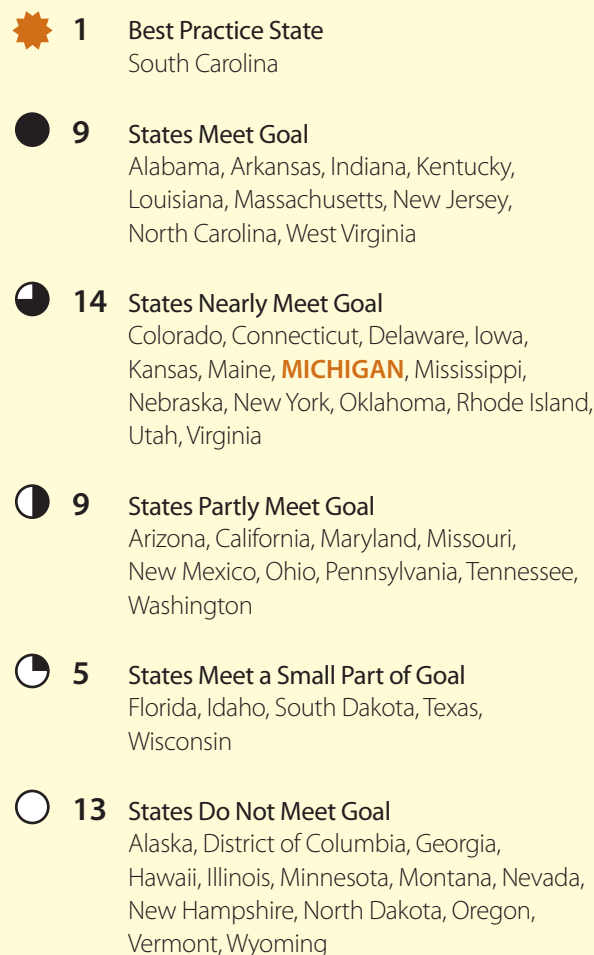 1 Best Practice State
South Carolina
9 States Meet Goal
Alabama, Arkansas, Indiana, Kentucky,
Louisiana, Massachusetts, New Jersey,
North Carolina, West Virginia
14 States Nearly Meet Goal
Colorado, Connecticut, Delaware, Iowa,
Kansas, Maine, MICHIGAN, Mississippi,
Nebraska, New York, Oklahoma, Rhode Island,
Utah, Virginia
9 States Partly Meet Goal
Arizona, California, Maryland, Missouri,
New Mexico, Ohio, Pennsylvania, Tennessee,
Washington
5 States Meet a Small Part of Goal
Florida, Idaho, South Dakota, Texas,
Wisconsin
13 States Do Not Meet Goal
Alaska, District of Columbia, Georgia,
Hawaii, Illinois, Minnesota, Montana, Nevada,
New Hampshire, North Dakota, Oregon,
Vermont, Wyoming